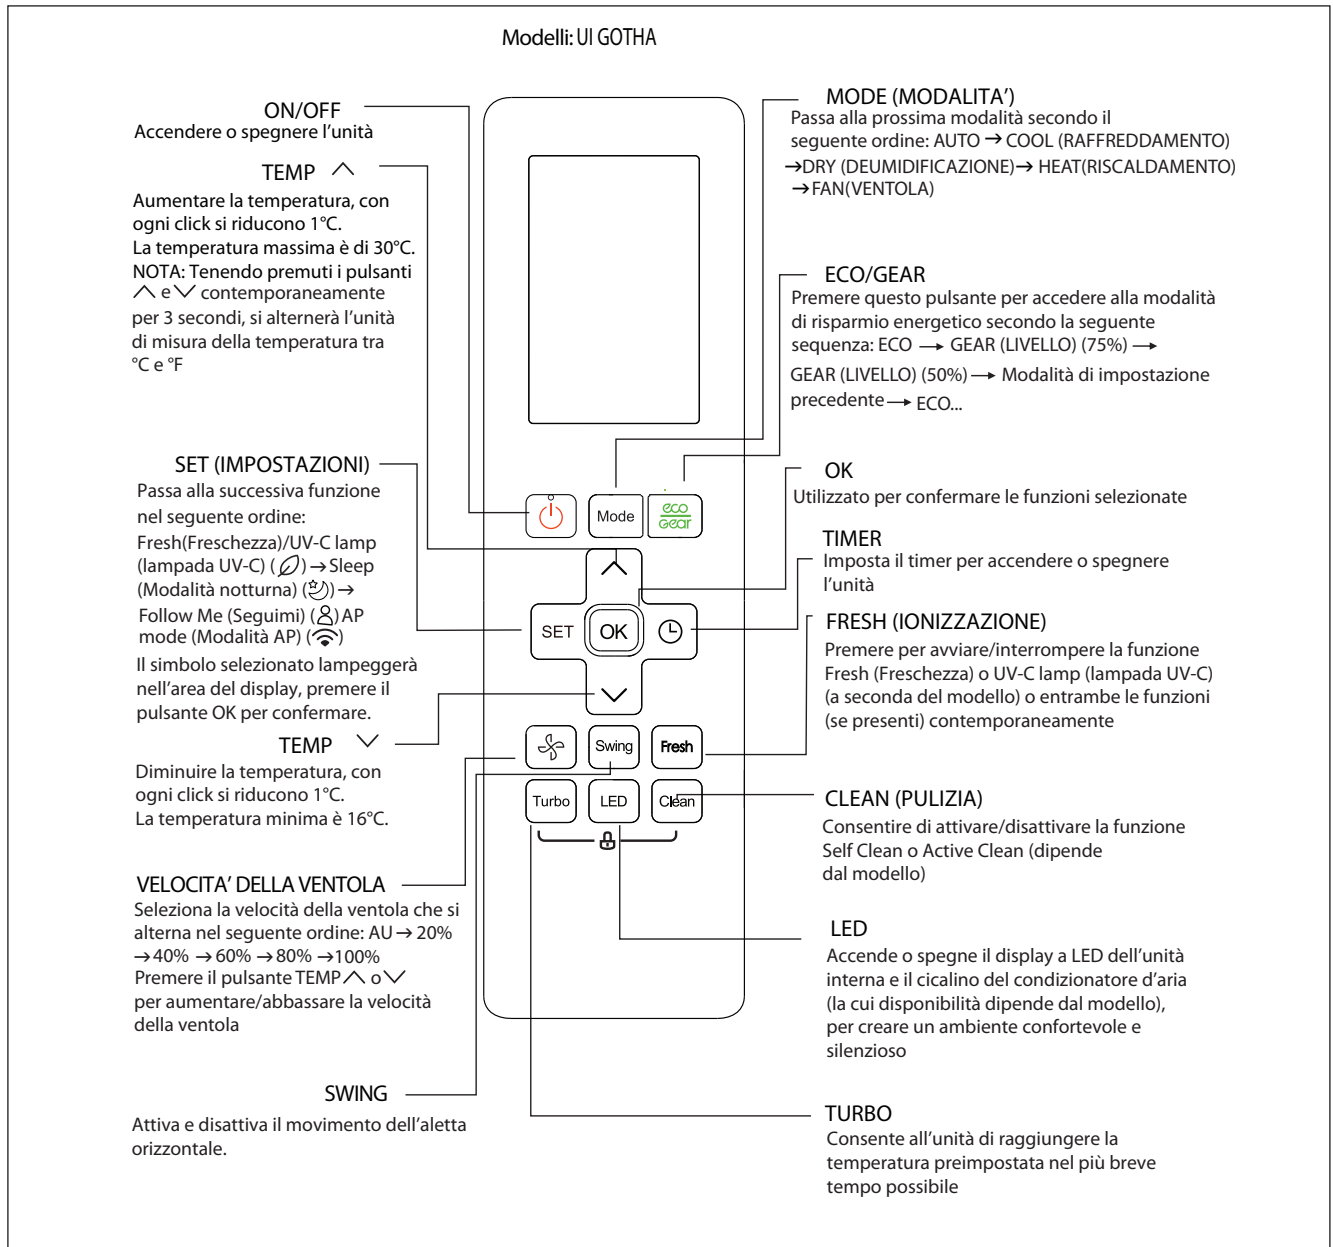 Modelli: UI GOTHA
ON/OFF
Accendere o spegnere l'unità
TEMP
Aumentare la temperatura, con
ogni click si riducono 1°C.
La temperatura massima è di 30°C.
NOTA: Tenendo premuti i pulsanti
e contemporaneamente
per 3 secondi, si alternerà l'unità
di misura della temperatura tra
°C e °F
SET (IMPOSTAZIONI)
Passa alla successiva funzione
nel seguente ordine:
Fresh(Freschezza)/UV-C lamp
(lampada UV-C) ( ) → Sleep
(Modalità notturna) ( ) →
Follow Me (Seguimi) ( ) AP
mode (Modalità AP) ( )
Il simbolo selezionato lampeggerà
nell'area del display, premere il
pulsante OK per confermare.
TEMP
Diminuire la temperatura, con
ogni click si riducono 1°C.
La temperatura minima è 16°C.
VELOCITA' DELLA VENTOLA
Seleziona la velocità della ventola che si
alterna nel seguente ordine: AU → 20%
→ 40% → 60% → 80% → 100%
Premere il pulsante TEMP o
per aumentare/abbassare la velocità
della ventola
SWING
Attiva e disattiva il movimento dell'aletta
orizzontale.
Mode
eco
Gear
SET
OK
Swing
Fresh
Turbo
LED
Clean
MODE (MODALITA')
Passa alla prossima modalità secondo il
seguente ordine: AUTO → COOL (RAFFREDDAMENTO)
→ DRY (DEUMIDIFICAZIONE) → HEAT(RISCALDAMENTO)
→ FAN(VENTOLA)
ECO/GEAR
Premere questo pulsante per accedere alla modalità
di risparmio energetico secondo la seguente
sequenza: ECO → GEAR (LIVELLO) (75%) →
GEAR (LIVELLO) (50%) → Modalità di impostazione
precedente → ECO...
OK
Utilizzato per confermare le funzioni selezionate
TIMER
Imposta il timer per accendere o spegnere
l'unità
FRESH (IONIZZAZIONE)
Premere per avviare/interrompere la funzione
Fresh (Freschezza) o UV-C lamp (lampada UV-C)
(a seconda del modello) o entrambe le funzioni
(se presenti) contemporaneamente
CLEAN (PULIZIA)
Consentire di attivare/disattivare la funzione
Self Clean o Active Clean (dipende
dal modello)
LED
Accende o spegne il display a LED dell'unità
interna e il cicalino del condizionatore d'aria
(la cui disponibilità dipende dal modello),
per creare un ambiente confortevole e
silenzioso
TURBO
Consente all'unità di raggiungere la
temperatura preimpostata nel più breve
tempo possibile